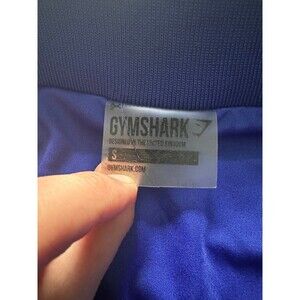 GYMSHARK
DESIGNED IN THE UNITED KINGDOM
S
GYMSHARK.COM